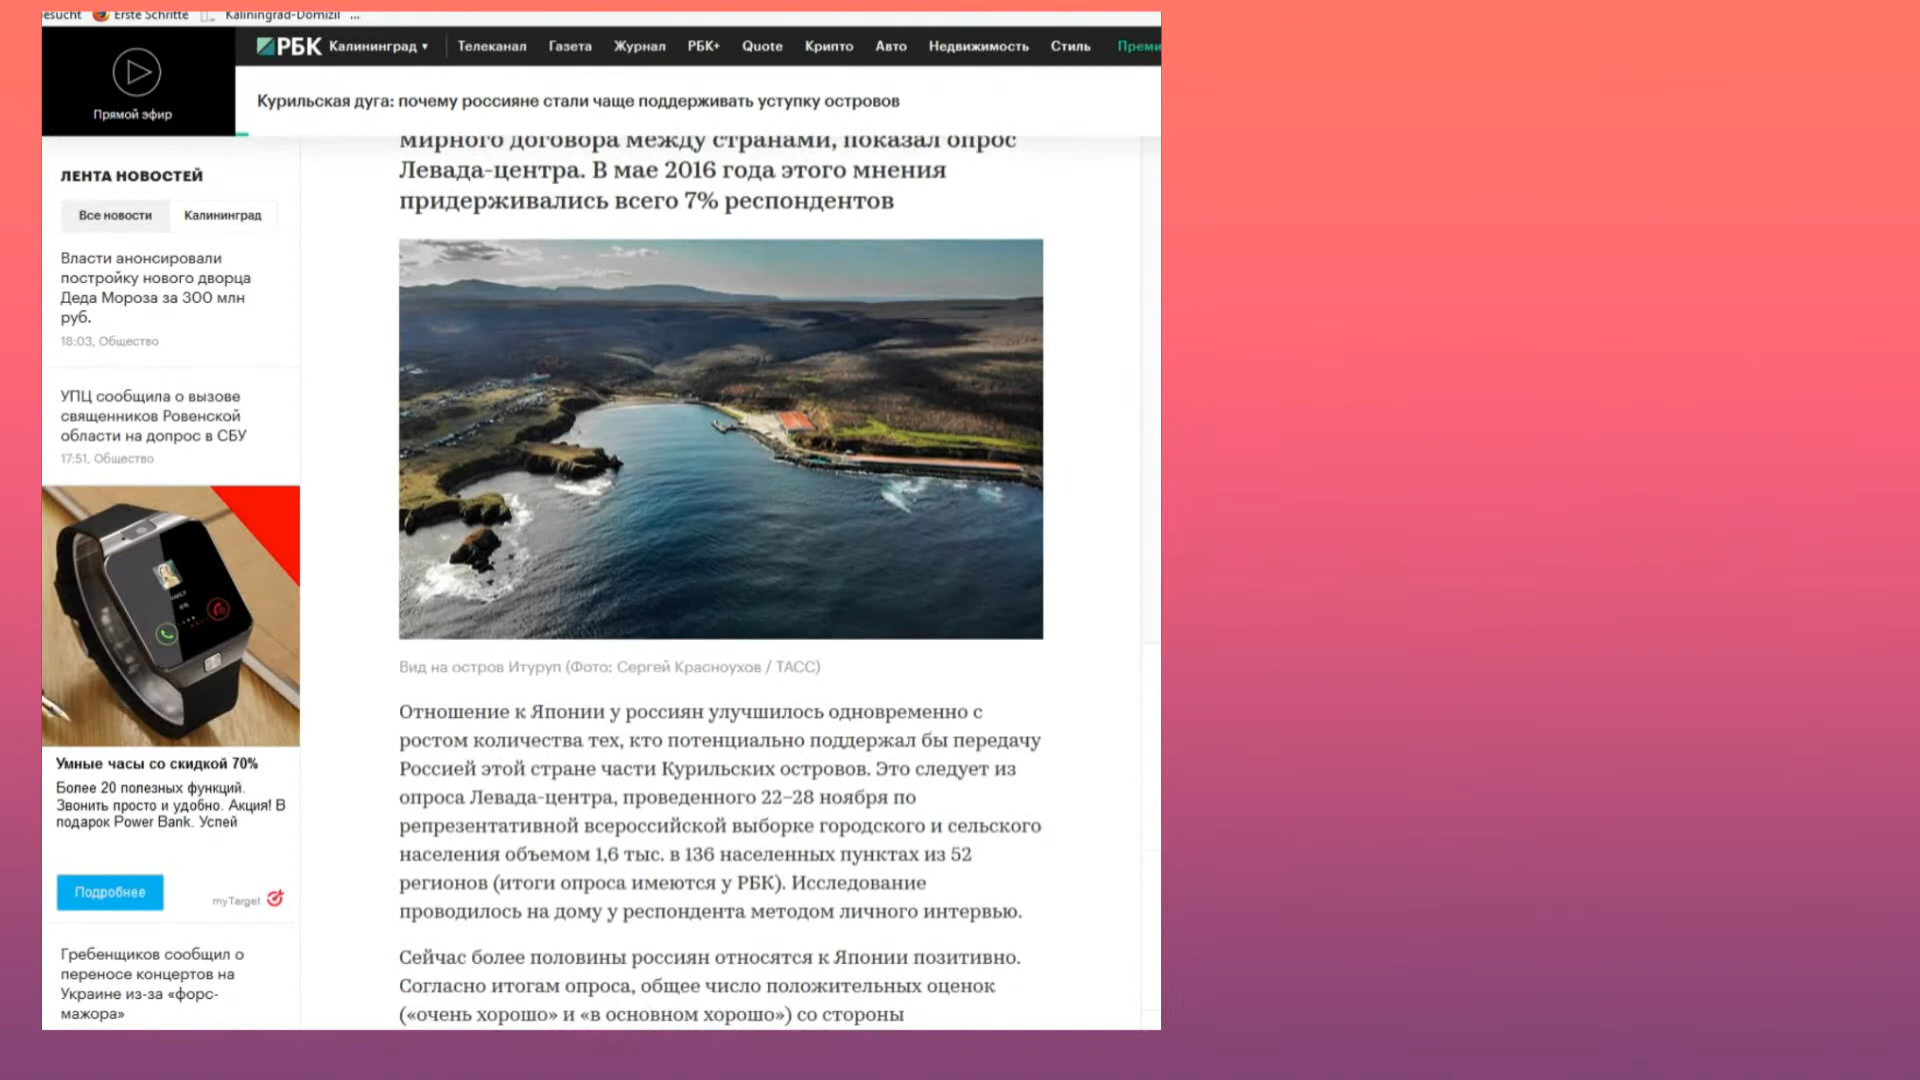 esucht Erste Schritte Kaliningrad-Domizil ...
РБК Калининград Телеканал Газета Журнал РБК+ Quote Крипто Авто Недвижимость Стиль
Прямой эфир
Курильская дуга: почему россияне стали чаще поддерживать уступку островов
ЛЕНТА НОВОСТЕЙ
Все новости Калининград
Власти анонсировали
постройку нового дворца
Деда Мороза за 300 млн
руб.
18:03, Общество
УПЦ сообщила о вызове
священников Ровенской
области на допрос в СБУ
17:51, Общество
Умные часы со скидкой 70%
Более 20 полезных функций.
Звонить просто и удобно. Акция! В
подарок Power Bank. Успей
Подробнее
myTarget
Гребенщиков сообщил о
переносе концертов на
Украине из-за «форс-
мажора»
мирного договора между странами, показал опрос
Левада-центра. В мае 2016 года этого мнения
придерживались всего 7% респондентов
Вид на остров Итуруп (Фото: Сергей Красноухов / ТАСС)
Отношение к Японии у россиян улучшилось одновременно с
ростом количества тех, кто потенциально поддержал бы передачу
Россией этой стране части Курильских островов. Это следует из
опроса Левада-центра, проведенного 22–28 ноября по
репрезентативной всероссийской выборке городского и сельского
населения объемом 1,6 тыс. в 136 населенных пунктах из 52
регионов (итоги опроса имеются у РБК). Исследование
проводилось на дому у респондента методом личного интервью.
Сейчас более половины россиян относятся к Японии позитивно.
Согласно итогам опроса, общее число положительных оценок
(«очень хорошо» и «в основном хорошо») со стороны